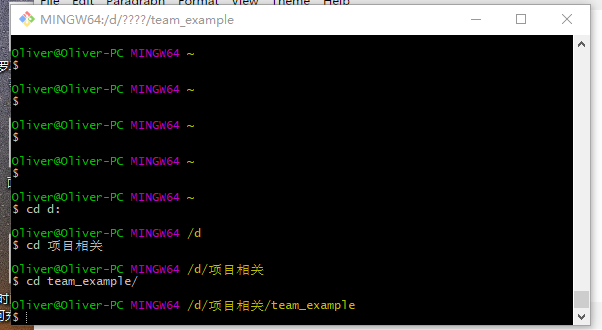 File Edit Paragraph Format View Theme Help
MINGW64:/d/????/team_example
Oliver@Oliver-PC MINGW64 ~
$
Oliver@Oliver-PC MINGW64 ~
$
Oliver@Oliver-PC MINGW64 ~
$
Oliver@Oliver-PC MINGW64 ~
$
Oliver@Oliver-PC MINGW64 ~
$ cd d:
Oliver@Oliver-PC MINGW64 /d
$ cd 项目相关
Oliver@Oliver-PC MINGW64 /d/项目相关
$ cd team_example/
Oliver@Oliver-PC MINGW64 /d/项目相关/team_example
$